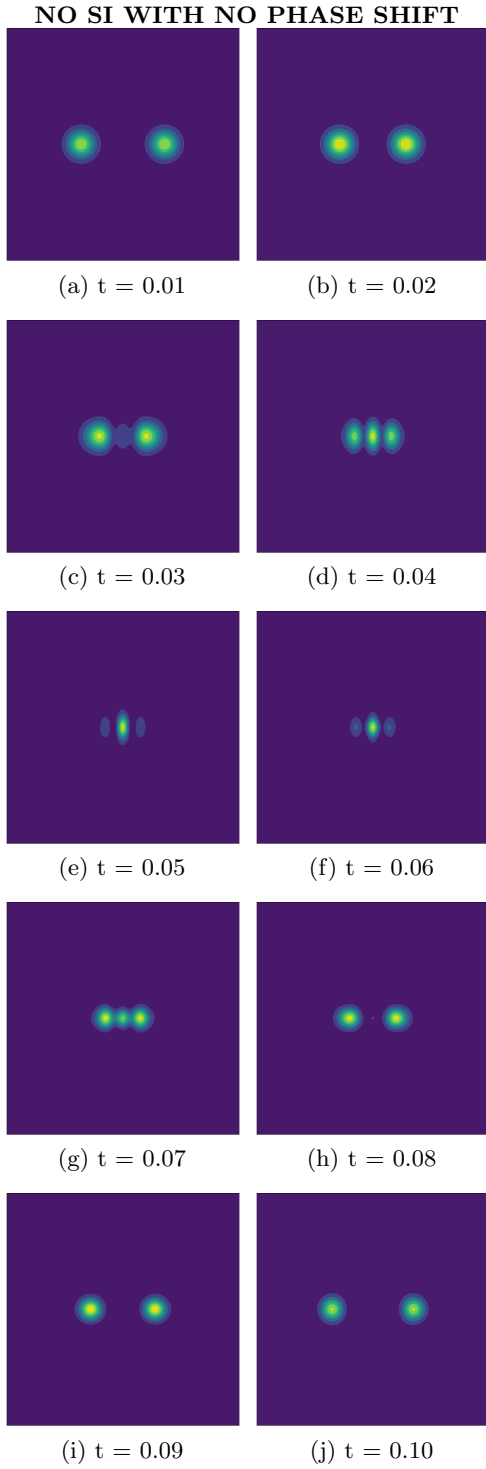 NO SI WITH NO PHASE SHIFT
(a) t = 0.01
(b) t = 0.02
(c) t = 0.03
(d) t = 0.04
(e) t = 0.05
(f) t = 0.06
(g) t = 0.07
(h) t = 0.08
(i) t = 0.09
(j) t = 0.10